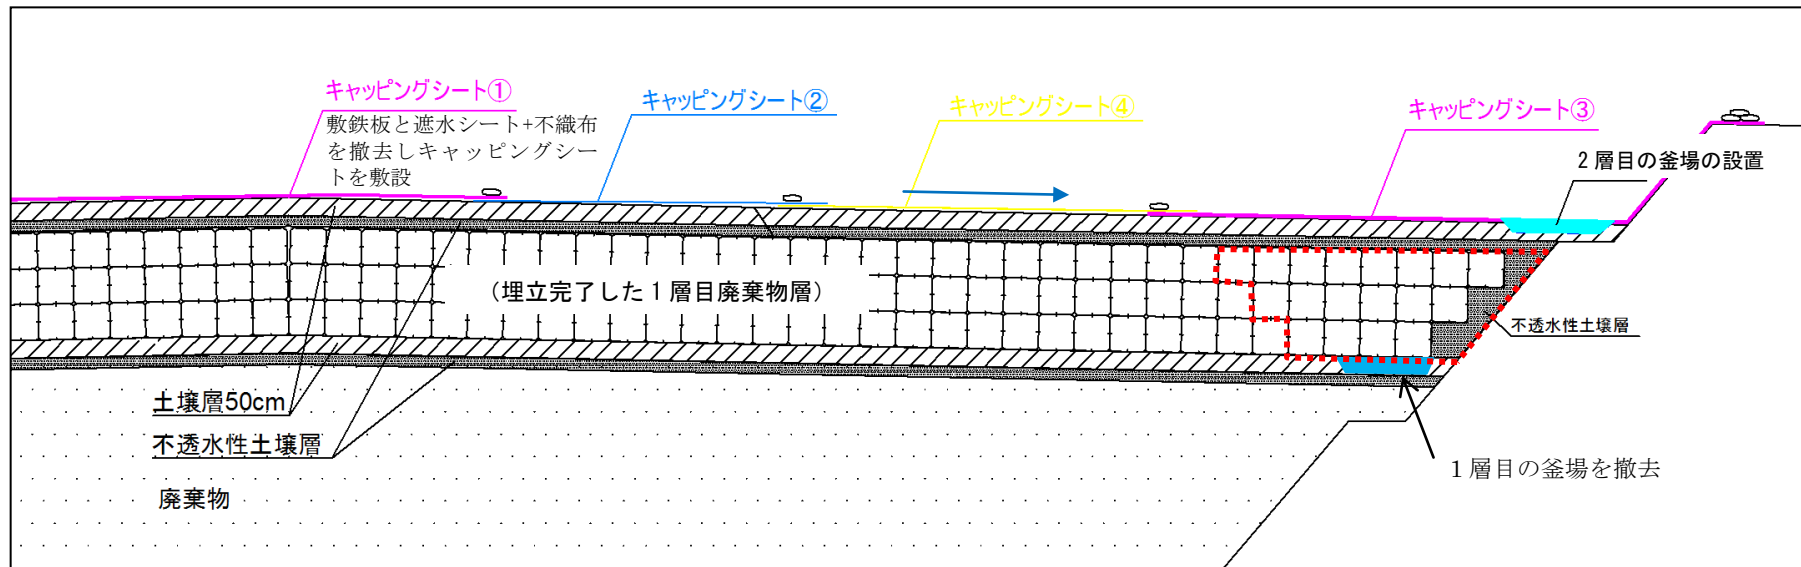 キャッピングシート①
敷鉄板と遮水シート+不織布
を撤去しキャッピングシー
トを敷設
キャッピングシート②
キャッピングシート④
キャッピングシート③
2層目の釜場の設置
（埋立完了した1層目廃棄物層）
不透水性土壌層
土壌層50cm
不透水性土壌層
廃棄物
1層目の釜場を撤去